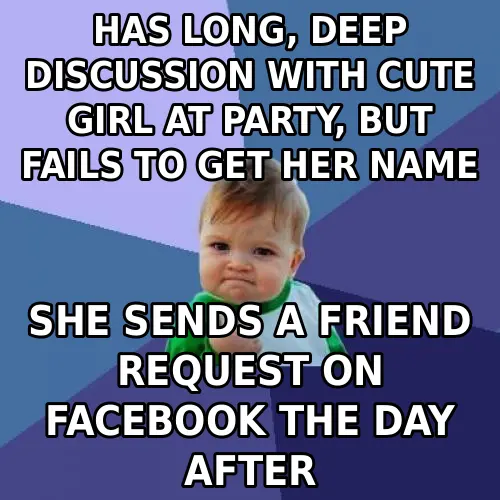 HAS LONG, DEEP
DISCUSSION WITH CUTE
GIRL AT PARTY, BUT
FAILS TO GET HER NAME
SHE SENDS A FRIEND
REQUEST ON
FACEBOOK THE DAY
AFTER